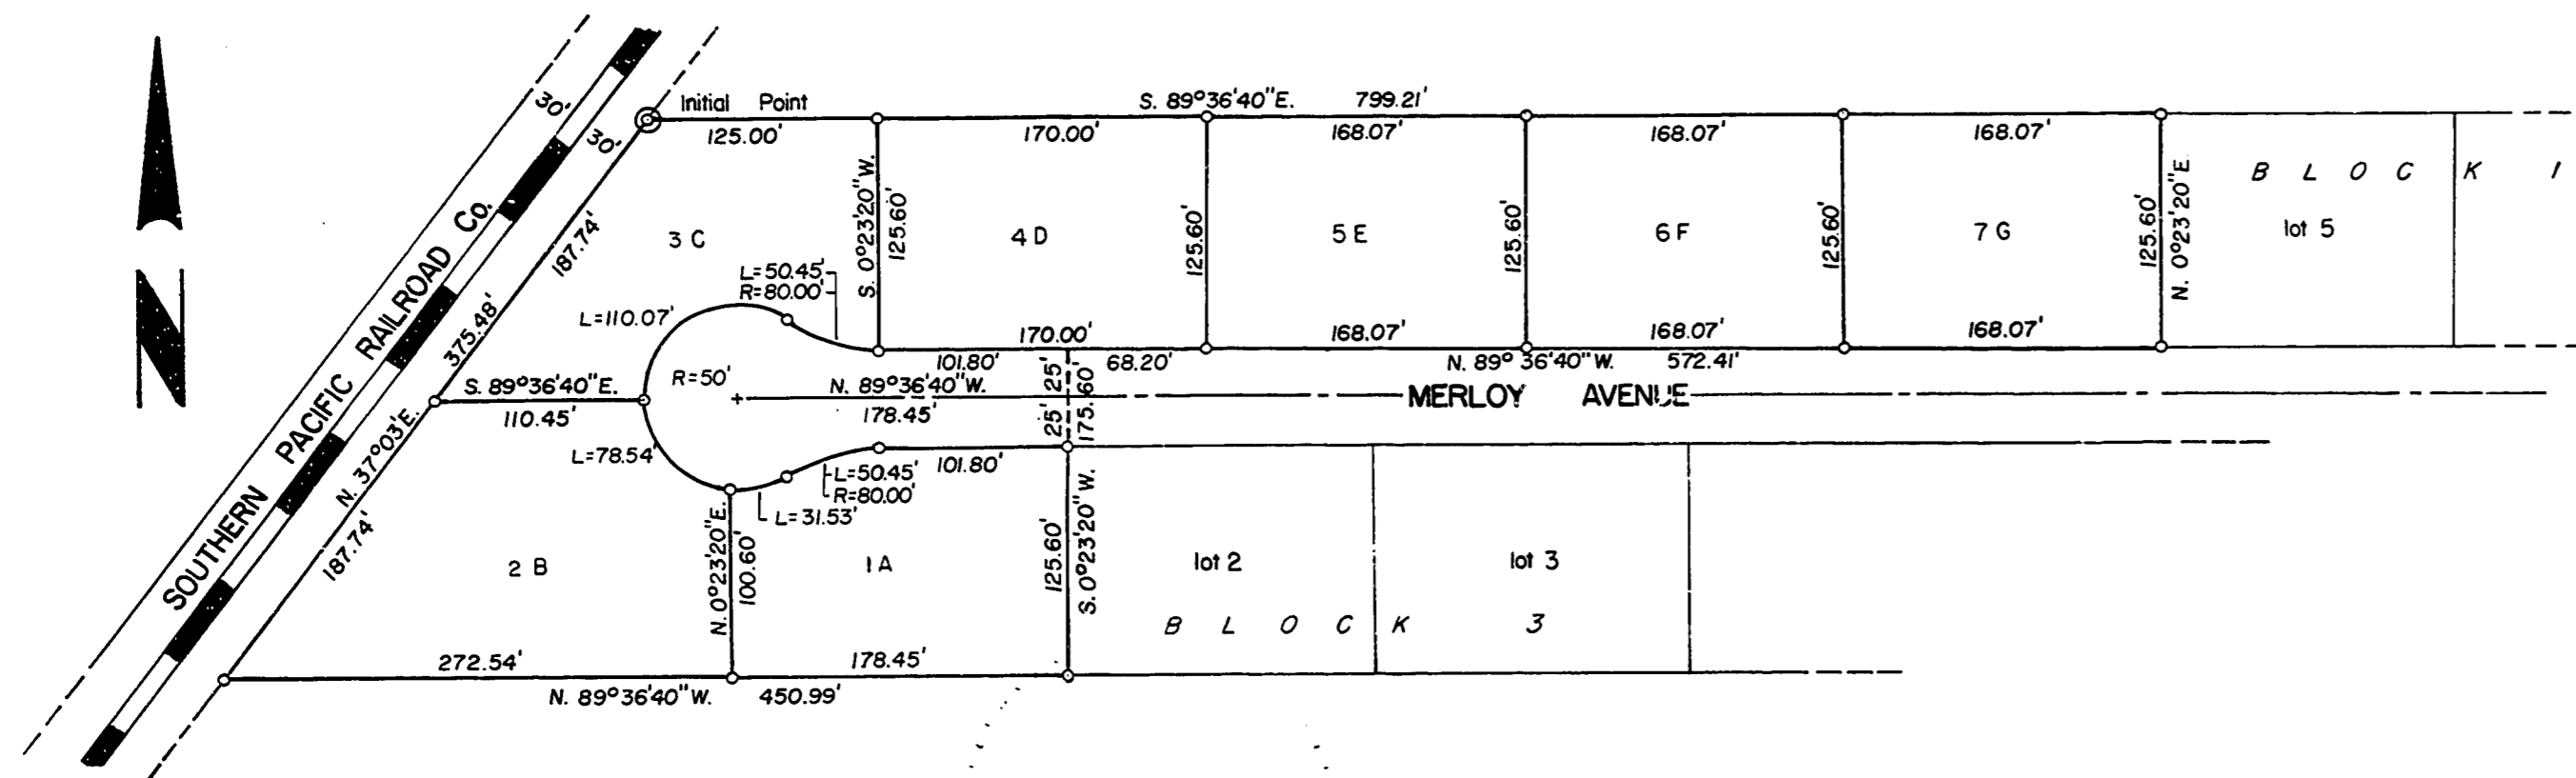 Initial Point
S. 89°36'40"E. 799.21'
125.00'
170.00'
168.07'
168.07'
168.07'
30'
30'
SOUTHERN PACIFIC RAILROAD Co.
187.74'
375.48'
N. 37°03'E.
187.74'
N
3 C
S. 0°23'20"W.
125.60'
4 D
125.60'
5 E
125.60'
6 F
125.60'
7 G
125.60'
N. 0°23'20"E
BLOCK 1
lot 5
L=50.45'
R=80.00'
L=110.07'
170.00'
168.07'
168.07'
168.07'
101.80'
68.20'
N. 89°36'40"W. 572.41'
S. 89°36'40"E.
110.45'
R=50'
N. 89°36'40"W.
178.45'
25'
25'
175.60'
MERLOY AVENUE
L=78.54'
L=50.45'
R=80.00'
101.80'
L=31.53'
N. 0°23'20"E.
100.60'
2 B
1 A
125.60'
S. 0°23'20"W.
lot 2
lot 3
BLOCK 3
272.54'
178.45'
N. 89°36'40"W. 450.99'